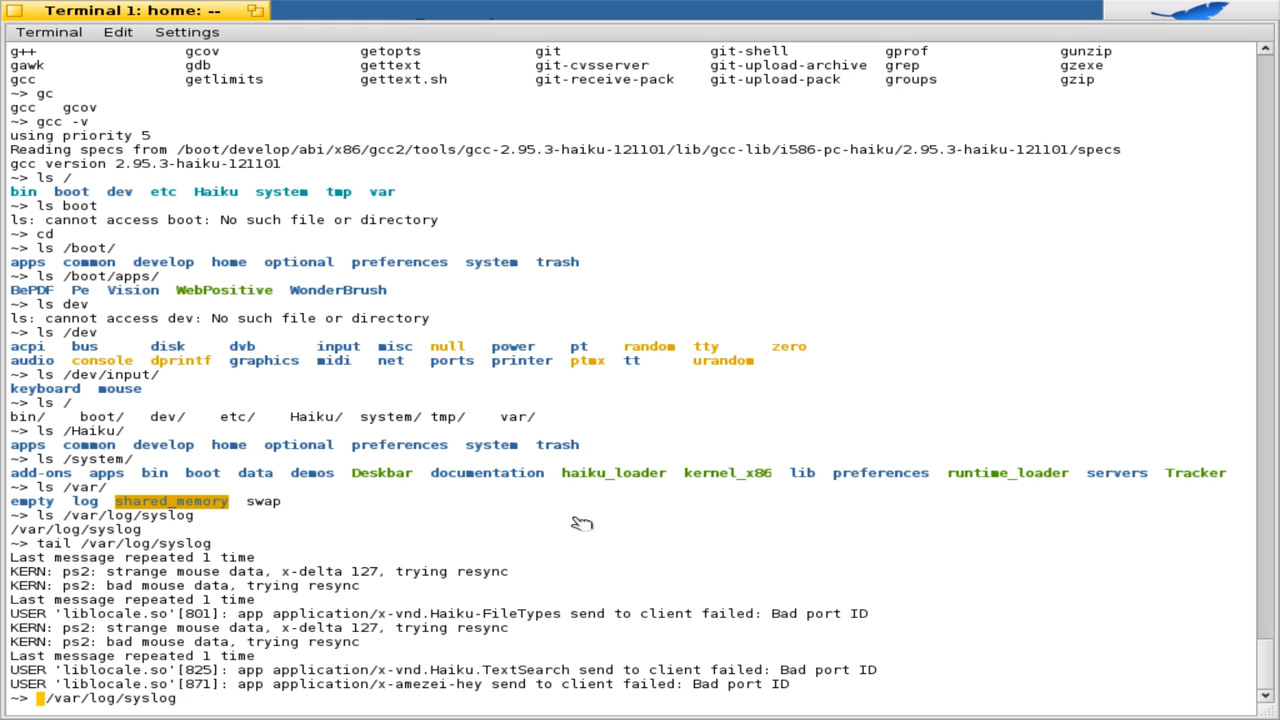 Terminal 1: home: --
Terminal Edit Settings
g++ gcov getopts git git-shell gprof gunzip
gawk gdb gettext git-cvsserver git-upload-archive grep gzexe
gcc getlimits gettext.sh git-receive-pack git-upload-pack groups gzip
~> gc
gcc gcov
~> gcc -v
using priority 5
Reading specs from /boot/develop/abi/x86/gcc2/tools/gcc-2.95.3-haiku-121101/lib/gcc-lib/i586-pc-haiku/2.95.3-haiku-121101/specs
gcc version 2.95.3-haiku-121101
~> ls /
bin boot dev etc Haiku system tmp var
~> ls boot
ls: cannot access boot: No such file or directory
~> cd
~> ls /boot/
apps common develop home optional preferences system trash
~> ls /boot/apps/
BePDF Pe Vision WebPositive WonderBrush
~> ls dev
ls: cannot access dev: No such file or directory
~> ls /dev
acpi bus disk dvb input misc null power pt random tty zero
audio console dprintf graphics midi net ports printer ptmx tt urandom
~> ls /dev/input/
keyboard mouse
~> ls /
bin/ boot/ dev/ etc/ Haiku/ system/ tmp/ var/
~> ls /Haiku/
apps common develop home optional preferences system trash
~> ls /system/
add-ons apps bin boot data demos Deskbar documentation haiku_loader kernel_x86 lib preferences runtime_loader servers Tracker
~> ls /var/
empty log shared_memory swap
~> ls /var/log/syslog
/var/log/syslog
~> tail /var/log/syslog
Last message repeated 1 time
KERN: ps2: strange mouse data, x-delta 127, trying resync
KERN: ps2: bad mouse data, trying resync
Last message repeated 1 time
USER 'liblocale.so'[801]: app application/x-vnd.Haiku-FileTypes send to client failed: Bad port ID
KERN: ps2: strange mouse data, x-delta 127, trying resync
KERN: ps2: bad mouse data, trying resync
Last message repeated 1 time
USER 'liblocale.so'[825]: app application/x-vnd.Haiku.TextSearch send to client failed: Bad port ID
USER 'liblocale.so'[871]: app application/x-amezei-hey send to client failed: Bad port ID
~> /var/log/syslog